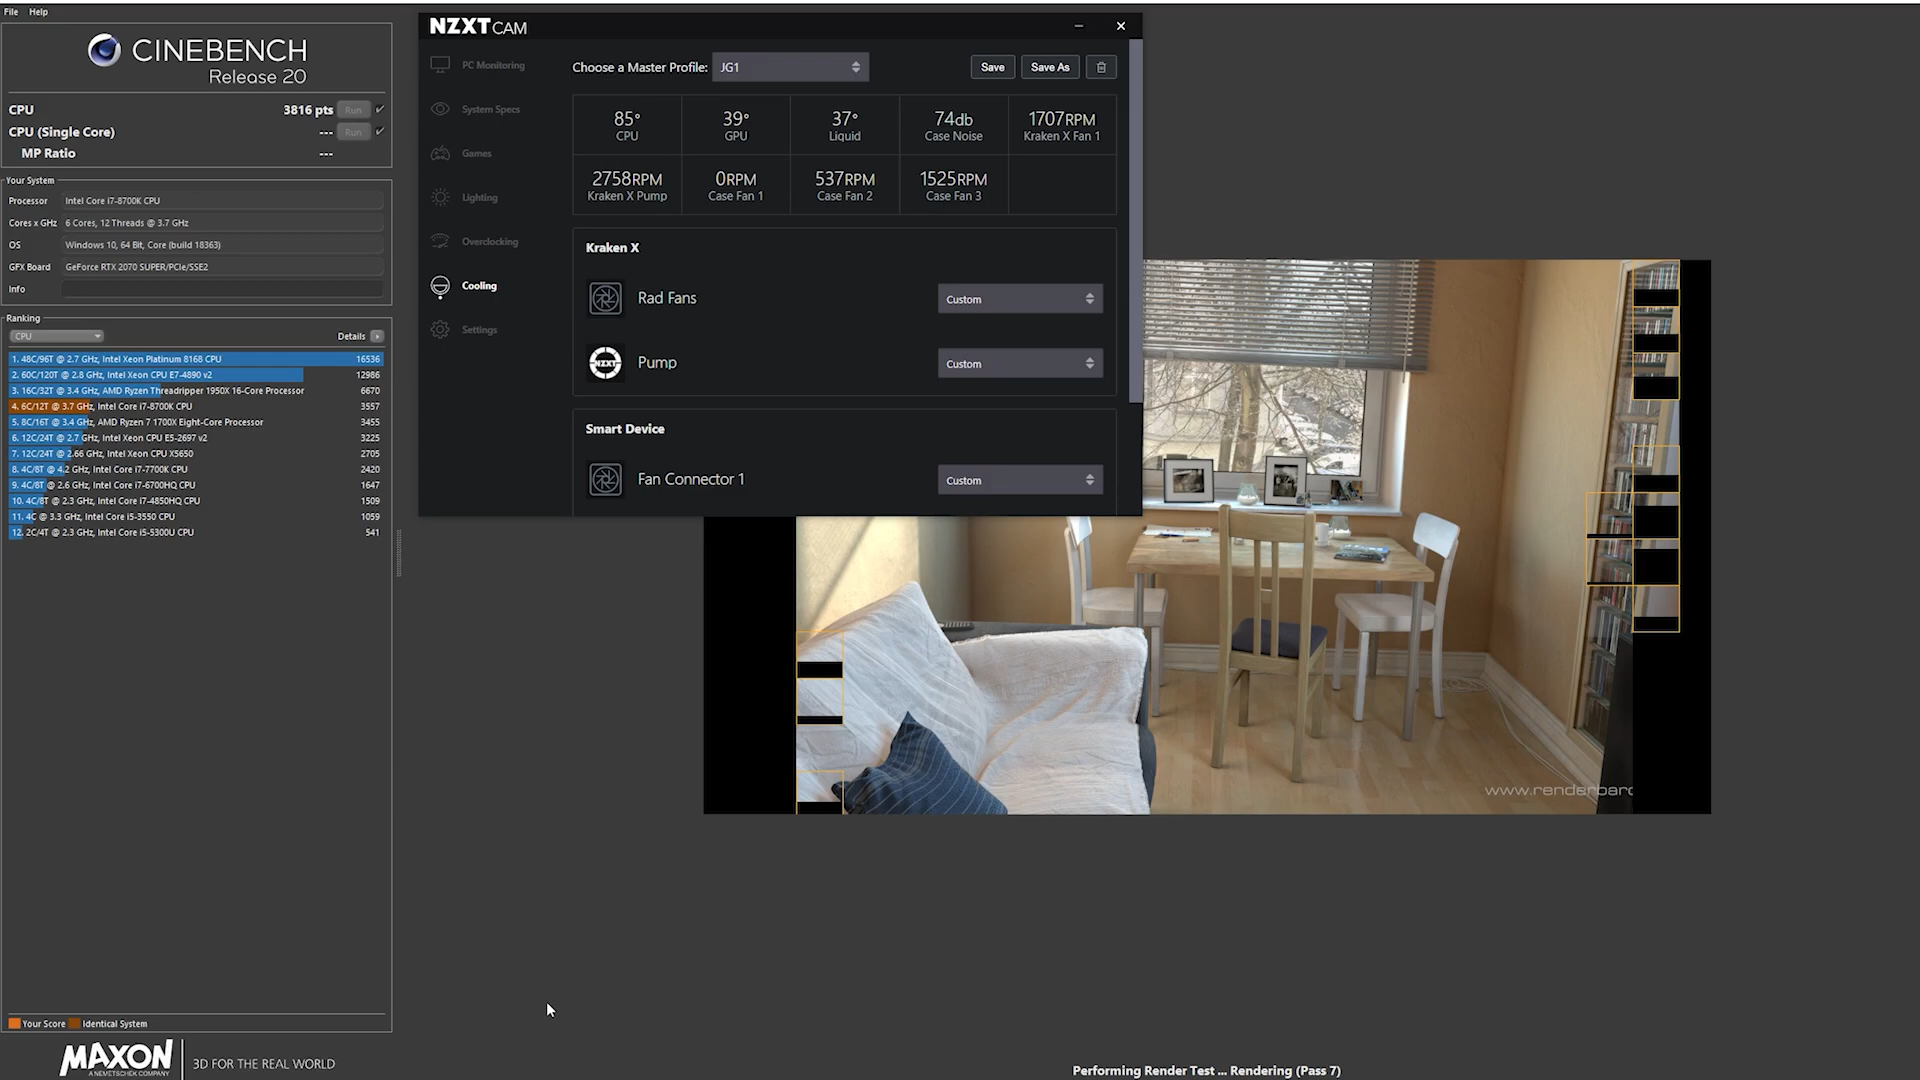 File Help
CINEBENCH
Release 20
CPU 3816 pts Run
CPU (Single Core) --- Run
MP Ratio ---
Your System
Processor Intel Core i7-8700K CPU
Cores x GHz 6 Cores, 12 Threads @ 3.7 GHz
OS Windows 10, 64 Bit, Core (build 18363)
GFX Board GeForce RTX 2070 SUPER/PCIe/SSE2
Info
Ranking
CPU Details
1. 48C/96T @ 2.7 GHz, Intel Xeon Platinum 8168 CPU 16536
2. 60C/120T @ 2.8 GHz, Intel Xeon CPU E7-4890 v2 12986
3. 16C/32T @ 3.4 GHz, AMD Ryzen Threadripper 1950X 16-Core Processor 6670
4. 6C/12T @ 3.7 GHz, Intel Core i7-8700K CPU 3557
5. 8C/16T @ 3.4 GHz, AMD Ryzen 7 1700X Eight-Core Processor 3455
6. 12C/24T @ 2.7 GHz, Intel Xeon CPU E5-2697 v2 3225
7. 12C/24T @ 2.66 GHz, Intel Xeon CPU X5650 2705
8. 4C/8T @ 4.2 GHz, Intel Core i7-7700K CPU 2420
9. 4C/8T @ 2.6 GHz, Intel Core i7-6700HQ CPU 1647
10. 4C/8T @ 2.3 GHz, Intel Core i7-4850HQ CPU 1509
11. 4C @ 3.3 GHz, Intel Core i5-3550 CPU 1059
12. 2C/4T @ 2.3 GHz, Intel Core i5-5300U CPU 541
Your Score Identical System
MAXON
A NEMETSCHEK COMPANY
3D FOR THE REAL WORLD
NZXT CAM
PC Monitoring
System Specs
Games
Lighting
Overclocking
Cooling
Settings
Choose a Master Profile: JG1 Save Save As
85° 39° 37° 74db 1707RPM
CPU GPU Liquid Case Noise Kraken X Fan 1
2758RPM 0RPM 537RPM 1525RPM
Kraken X Pump Case Fan 1 Case Fan 2 Case Fan 3
Kraken X
Rad Fans Custom
NZXT Pump Custom
Smart Device
Fan Connector 1 Custom
www.renderbarc
Performing Render Test ... Rendering (Pass 7)